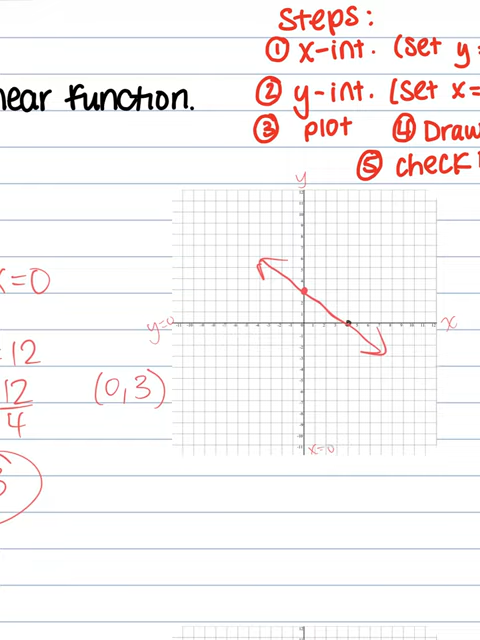 Steps:
① x-int. (set y =
② y-int. (set x=
near function.
③ plot ④ Draw
⑤ check
y
x=0
y=0
x
= 12
12
4
(0,3)
3
x=0